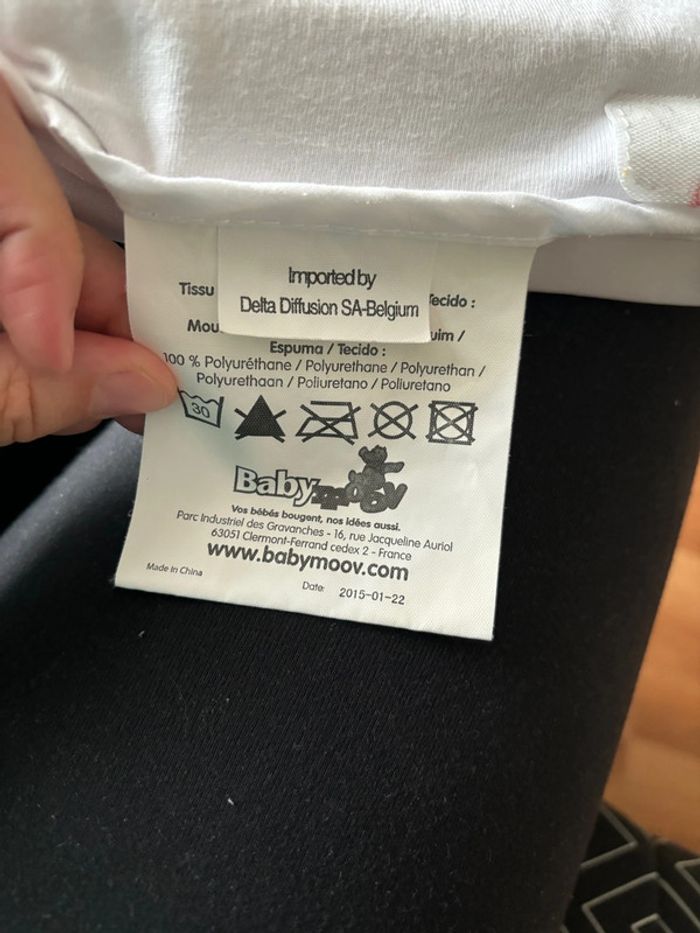 Imported by
Delta Diffusion SA-Belgium
Tissu
Tecido :
Mou
uim /
Espuma / Tecido :
100 % Polyuréthane / Polyurethane / Polyurethan /
Polyurethaan / Poliuretano / Poliuretano
30
Babymoov
Vos bébés bougent, nos idées aussi.
Parc Industriel des Gravanches - 16, rue Jacqueline Auriol
63051 Clermont-Ferrand cedex 2 - France
www.babymoov.com
Made In China
Date: 2015-01-22